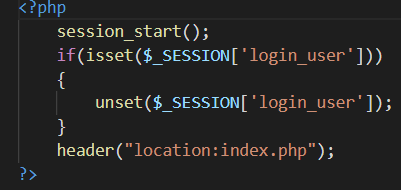 <?php
    session_start();
    if(isset($_SESSION['login_user']))
    {
        unset($_SESSION['login_user']);
    }
    header("location:index.php");
?>